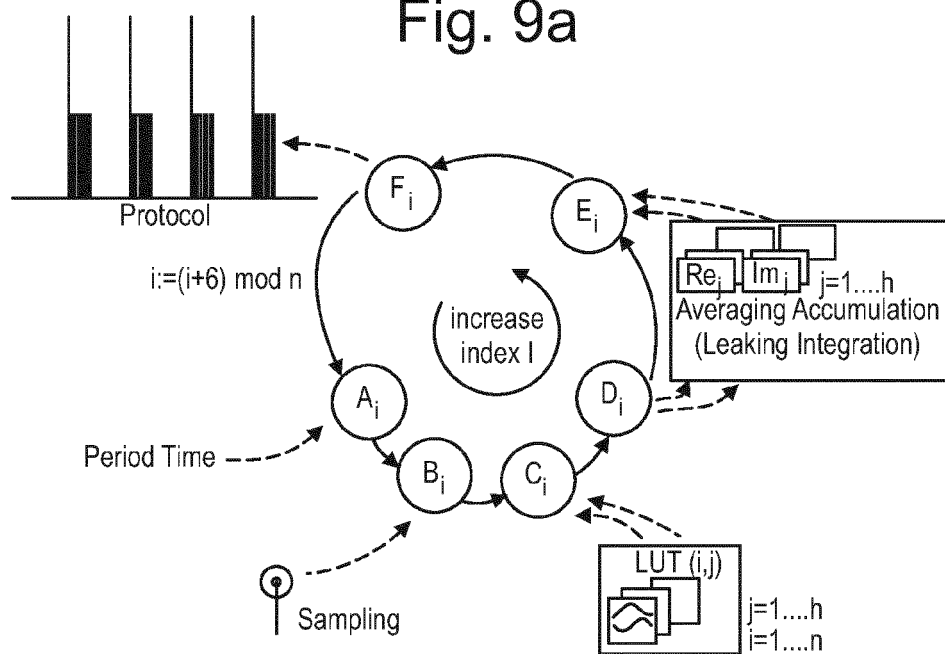 Fig. 9a
Protocol
F_i
E_i
Re_j
Im_j
j=1....h
Averaging Accumulation
(Leaking Integration)
i:=(i+6) mod n
increase
index I
A_i
D_i
Period Time
B_i
C_i
LUT (i,j)
Sampling
j=1....h
i=1....n